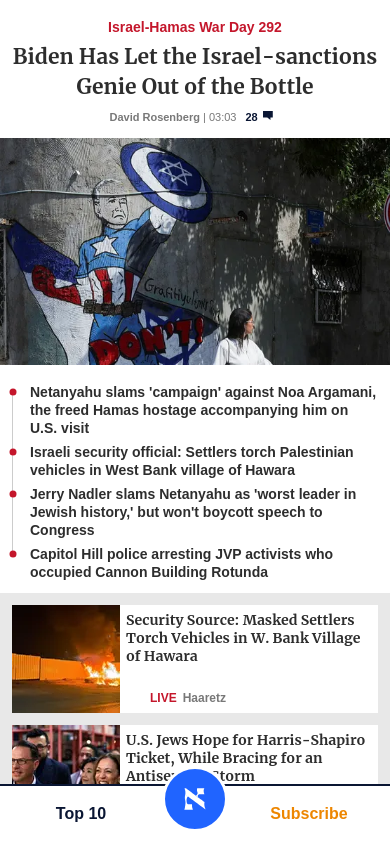 Israel-Hamas War Day 292
Biden Has Let the Israel-sanctions
Genie Out of the Bottle
David Rosenberg | 03:03 28
Grafitiyul
DON'T!
Netanyahu slams 'campaign' against Noa Argamani,
the freed Hamas hostage accompanying him on
U.S. visit
Israeli security official: Settlers torch Palestinian
vehicles in West Bank village of Hawara
Jerry Nadler slams Netanyahu as 'worst leader in
Jewish history,' but won't boycott speech to
Congress
Capitol Hill police arresting JVP activists who
occupied Cannon Building Rotunda
Security Source: Masked Settlers
Torch Vehicles in W. Bank Village
of Hawara
LIVE Haaretz
U.S. Jews Hope for Harris-Shapiro
Ticket, While Bracing for an
Storm
Top 10
Subscribe